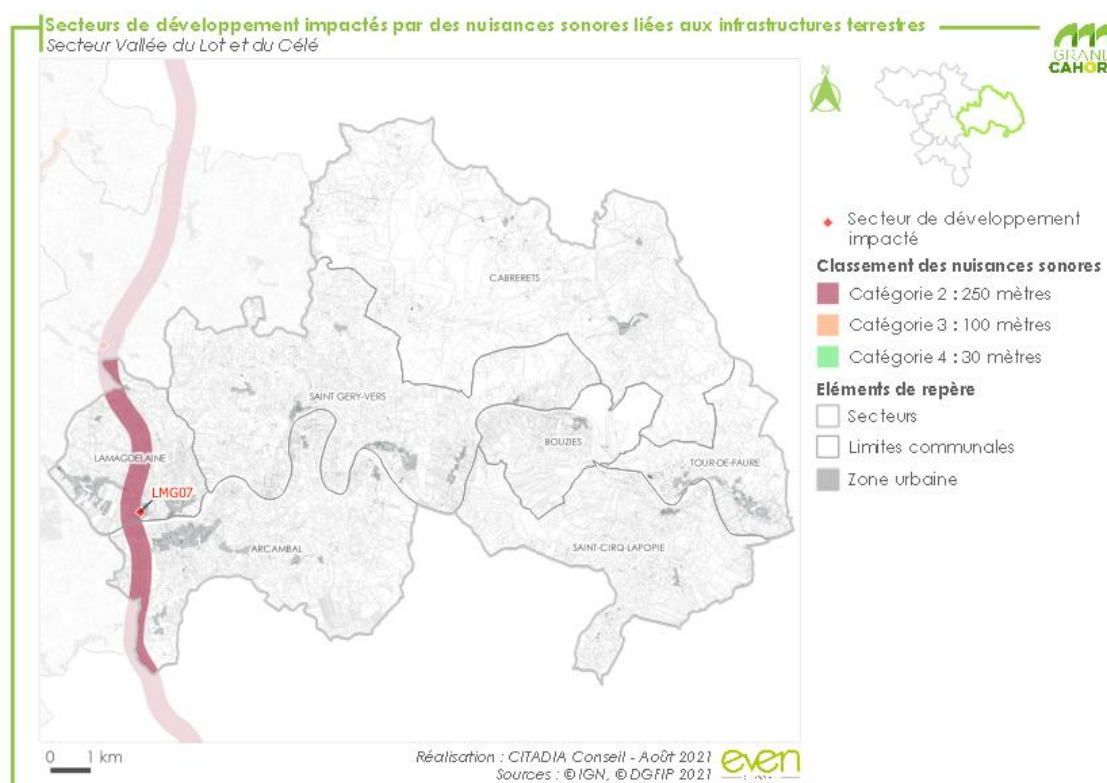 Secteurs de développement impactés par des nuisances sonores liées aux infrastructures terrestres
Secteur Vallée du Lot et du Célé
GRAND
CAHOR
N
CABRERETS
SAINT GERY-VERS
LAMAGDELAINE
BOUZIES
TOUR-DE-FAURE
LMG07
ARCAMBAL
SAINT-CIRQ-LAPOPIE
Secteur de développement
impacté
Classement des nuisances sonores
Catégorie 2 : 250 mètres
Catégorie 3 : 100 mètres
Catégorie 4 : 30 mètres
Eléments de repère
Secteurs
Limites communales
Zone urbaine
0 1 km
Réalisation : CITADIA Conseil - Août 2021
Sources : © IGN, © DGFIP 2021
even